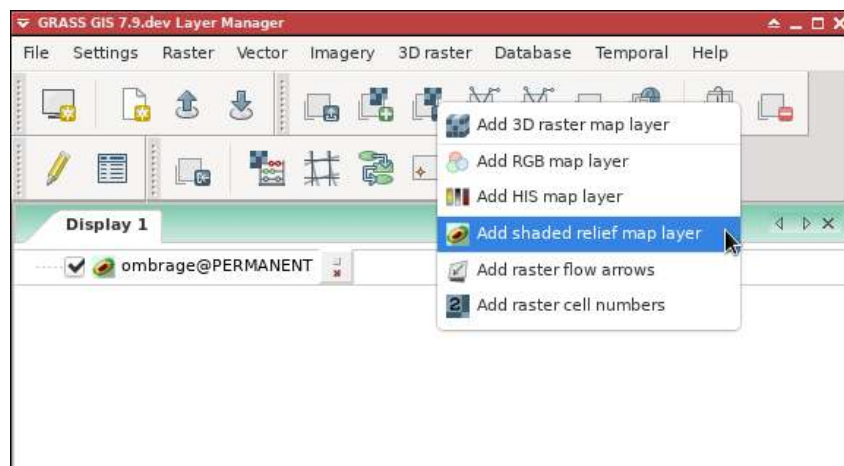 GRASS GIS 7.9.dev Layer Manager
File Settings Raster Vector Imagery 3D raster Database Temporal Help
Add 3D raster map layer
Add RGB map layer
Add HIS map layer
Display 1
Add shaded relief map layer
ombrage@PERMANENT
Add raster flow arrows
2 Add raster cell numbers